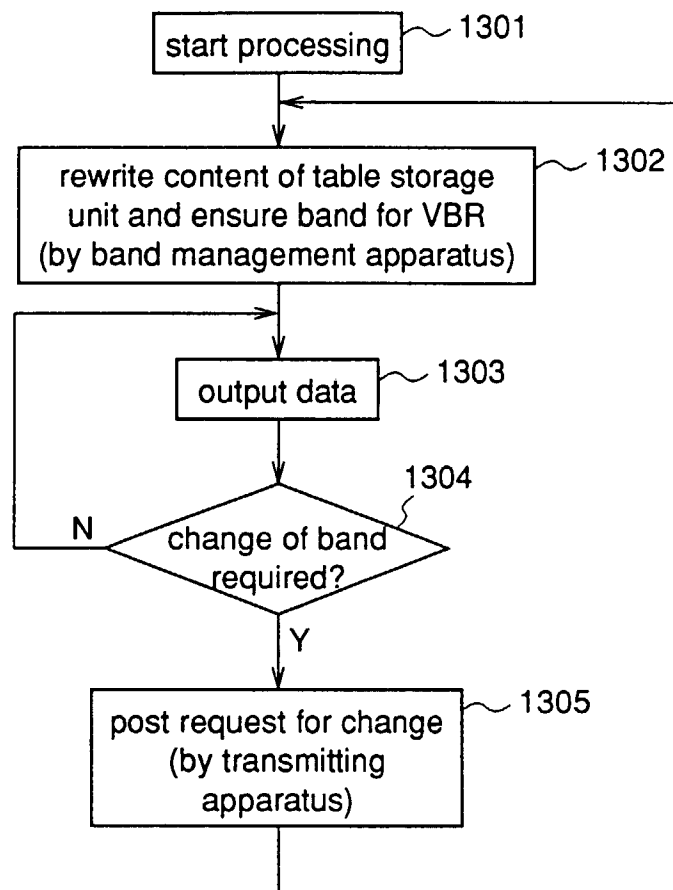 start processing
1301
rewrite content of table storage
unit and ensure band for VBR
(by band management apparatus)
1302
output data
1303
1304
N
change of band
required?
Y
post request for change
(by transmitting
apparatus)
1305